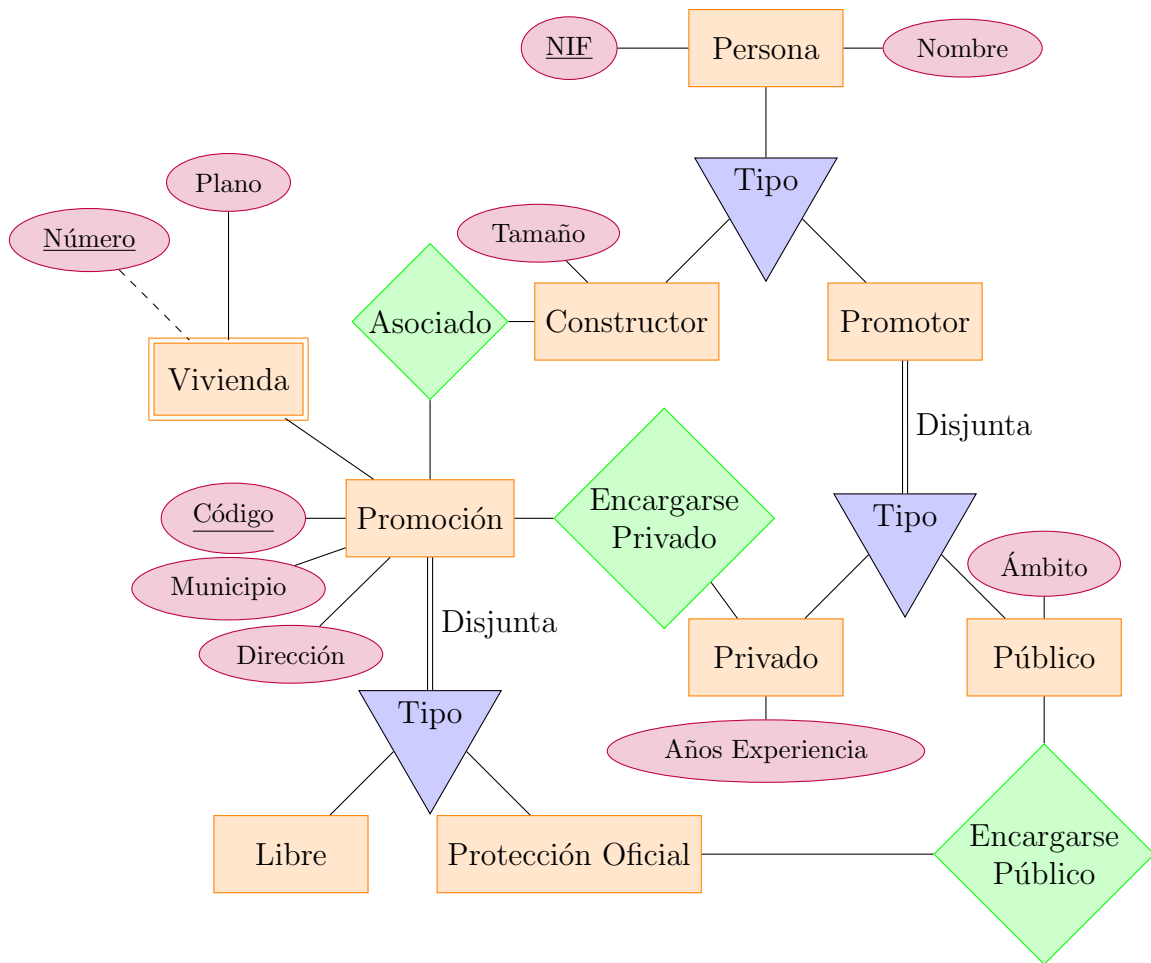 NIF
Persona
Nombre
Tipo
Plano
Número
Tamaño
Asociado
Constructor
Promotor
Vivienda
Disjunta
Encargarse
Privado
Código
Promoción
Tipo
Ámbito
Municipio
Disjunta
Dirección
Privado
Público
Tipo
Años Experiencia
Libre
Protección Oficial
Encargarse
Público